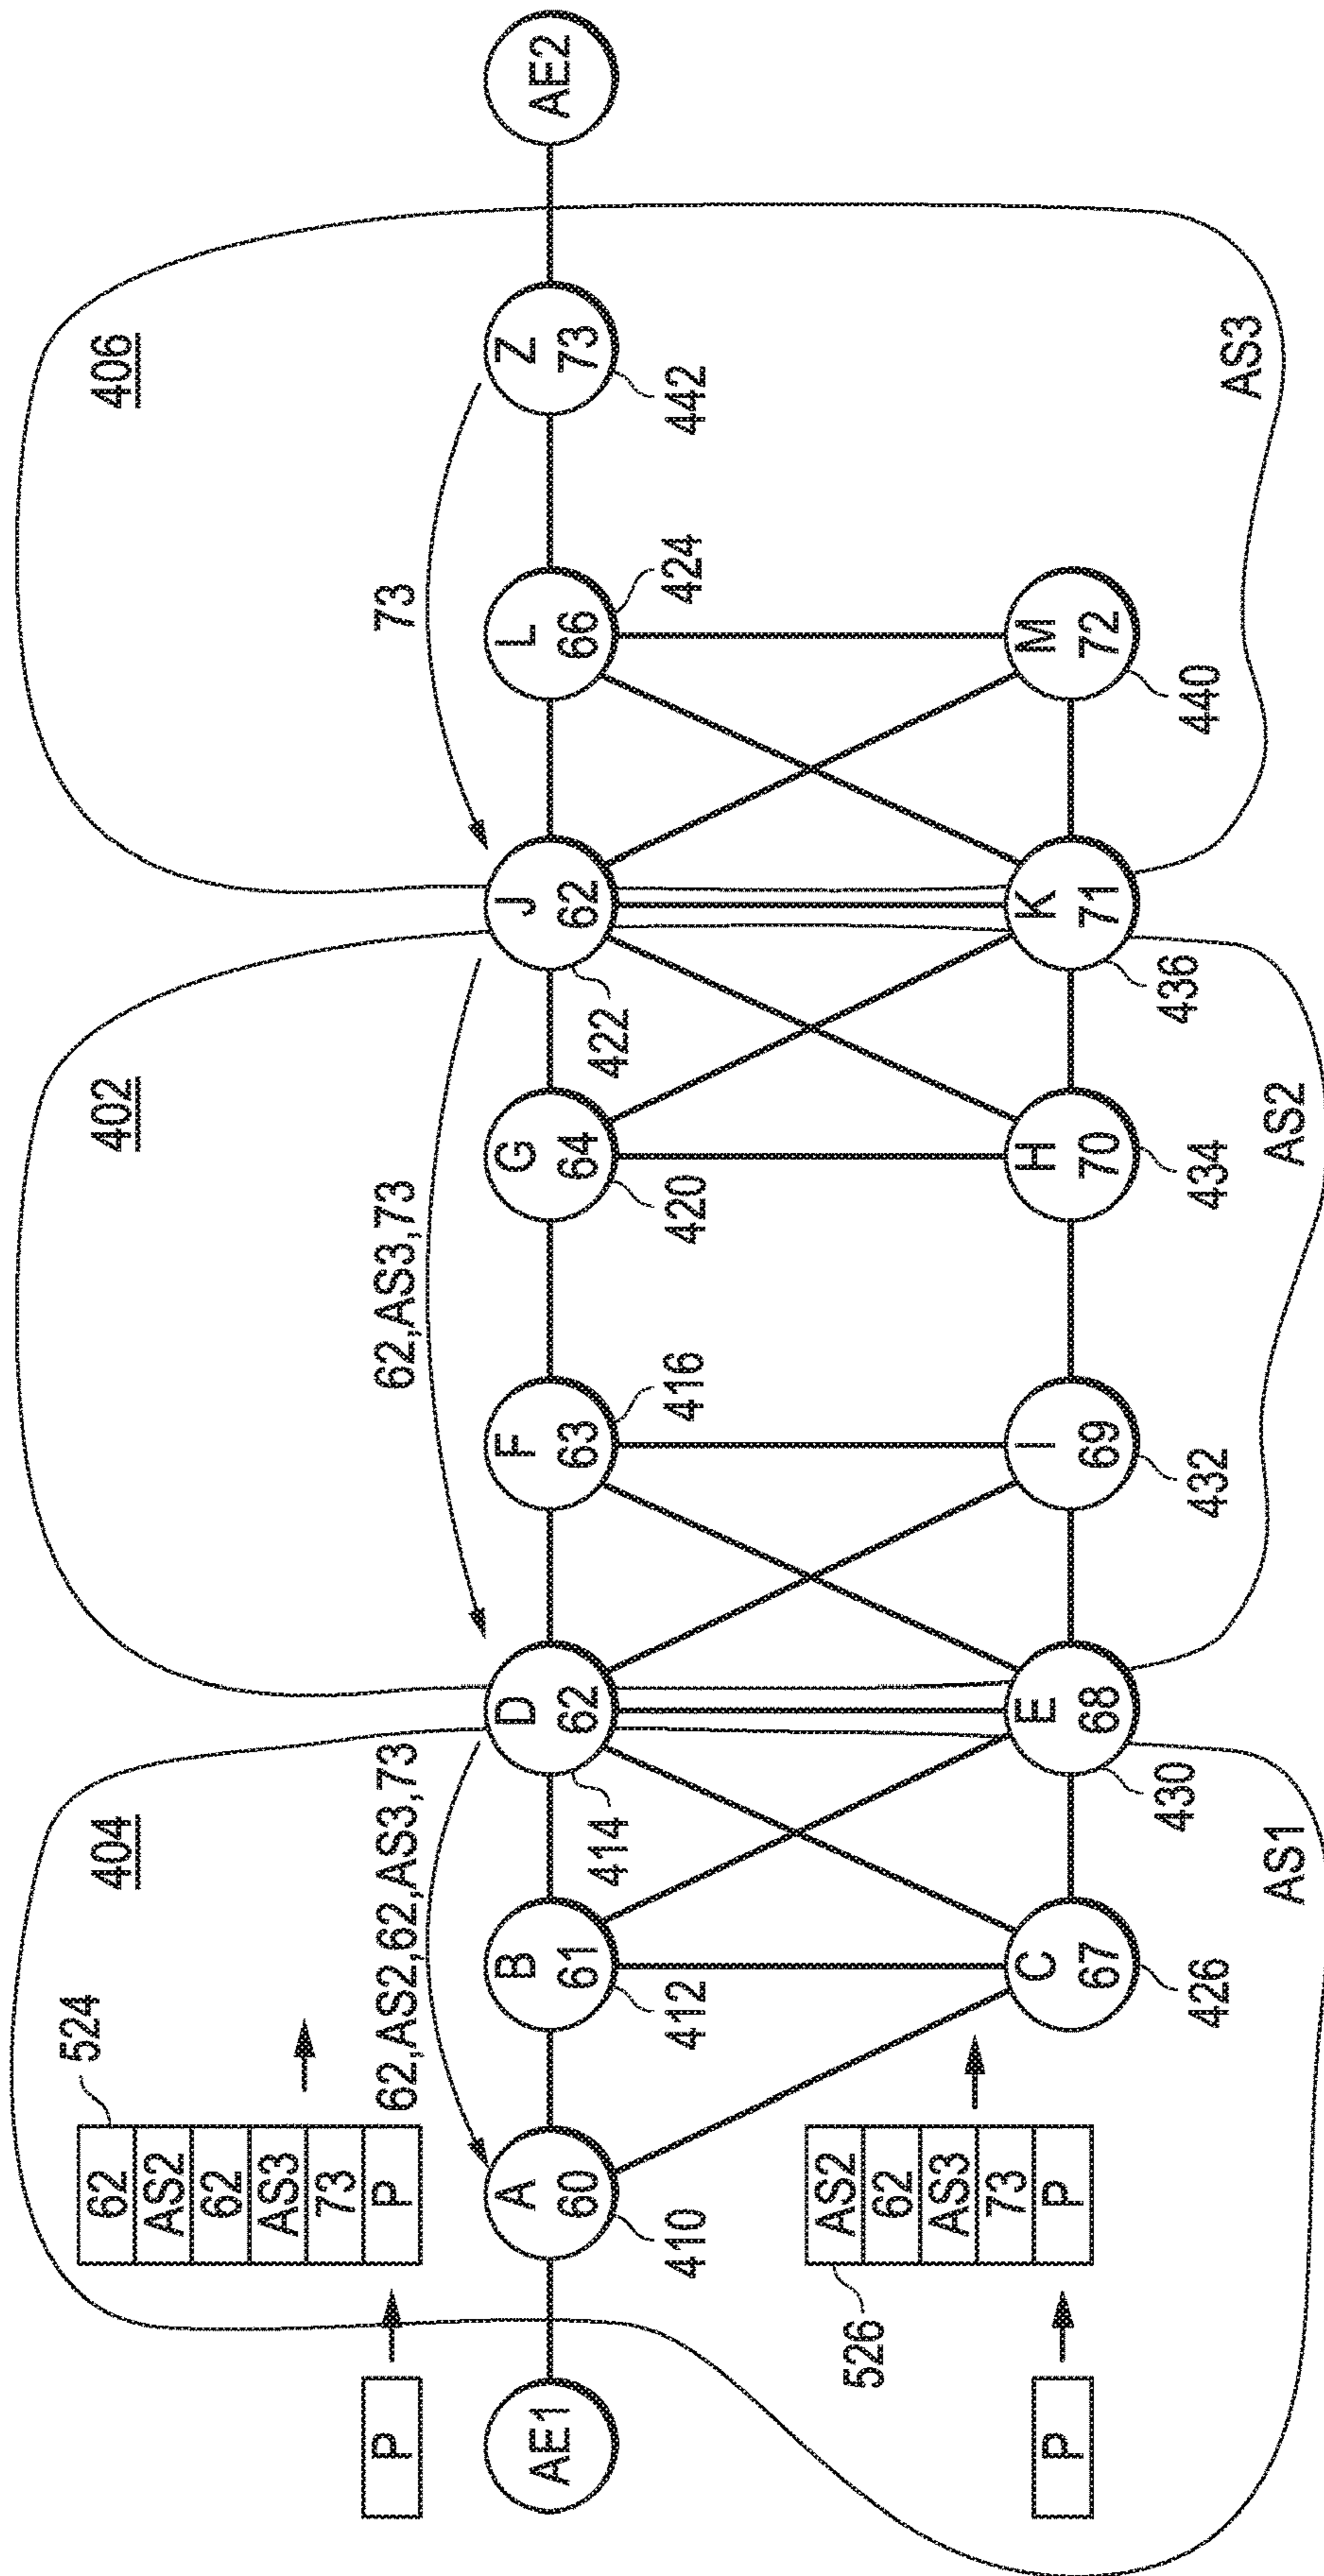 404
402
406
524
62
AS2
62
AS3
73
P
P
62,AS2,62,AS3,73
62,AS3,73
73
AE1
A
60
410
B
61
412
D
62
414
F
63
416
G
64
420
J
62
422
L
66
424
Z
73
442
AE2
526
AS2
62
AS3
73
P
P
C
67
426
E
68
430
I
69
432
H
70
434
K
71
436
M
72
440
AS1
AS2
AS3